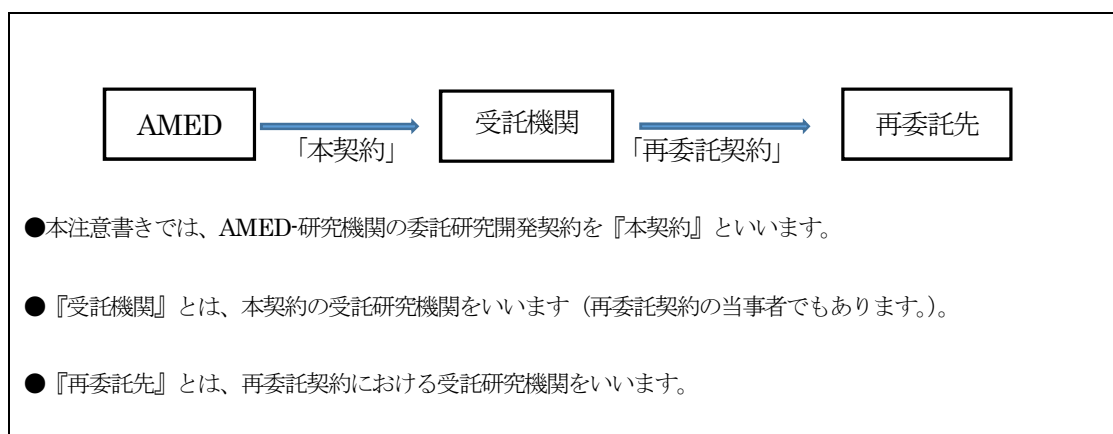 AMED
受託機関
再委託先
「本契約」
「再委託契約」
●本注意書きでは、AMED-研究機関の委託研究開発契約を『本契約』といいます。
●『受託機関』とは、本契約の受託研究機関をいいます（再委託契約の当事者でもあります。）。
●『再委託先』とは、再委託契約における受託研究機関をいいます。